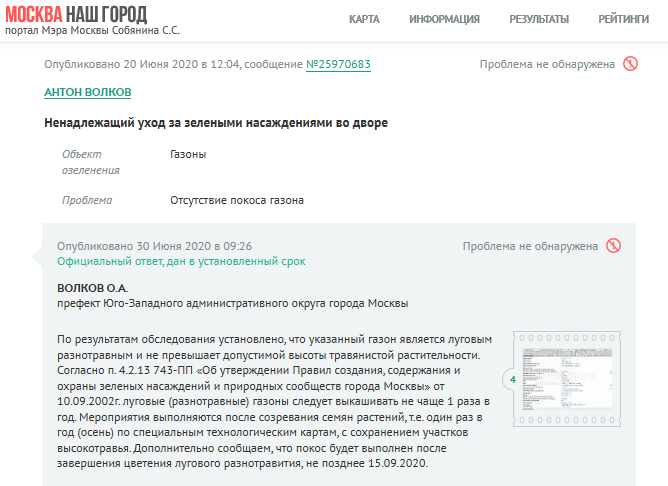 МОСКВА НАШ ГОРОД
портал Мэра Москвы Собянина С.С.
КАРТА ИНФОРМАЦИЯ РЕЗУЛЬТАТЫ РЕЙТИНГИ
Опубликовано 20 Июня 2020 в 12:04, сообщение №25970683
Проблема не обнаружена
АНТОН ВОЛКОВ
Ненадлежащий уход за зелеными насаждениями во дворе
Объект озеленения Газоны
Проблема Отсутствие покоса газона
Опубликовано 30 Июня 2020 в 09:26
Проблема не обнаружена
Официальный ответ, дан в установленный срок
ВОЛКОВ О.А.
префект Юго-Западного административного округа города Москвы
По результатам обследования установлено, что указанный газон является луговым
разнотравным и не превышает допустимой высоты травянистой растительности.
Согласно п. 4.2.13 743-ПП «Об утверждении Правил создания, содержания и
охраны зеленых насаждений и природных сообществ города Москвы» от
10.09.2002г. луговые (разнотравные) газоны следует выкашивать не чаще 1 раза в
год. Мероприятия выполняются после созревания семян растений, т.е. один раз в
год (осень) по специальным технологическим картам, с сохранением участков
высокотравья. Дополнительно сообщаем, что покос будет выполнен после
завершения цветения лугового разнотравития, не позднее 15.09.2020.
4